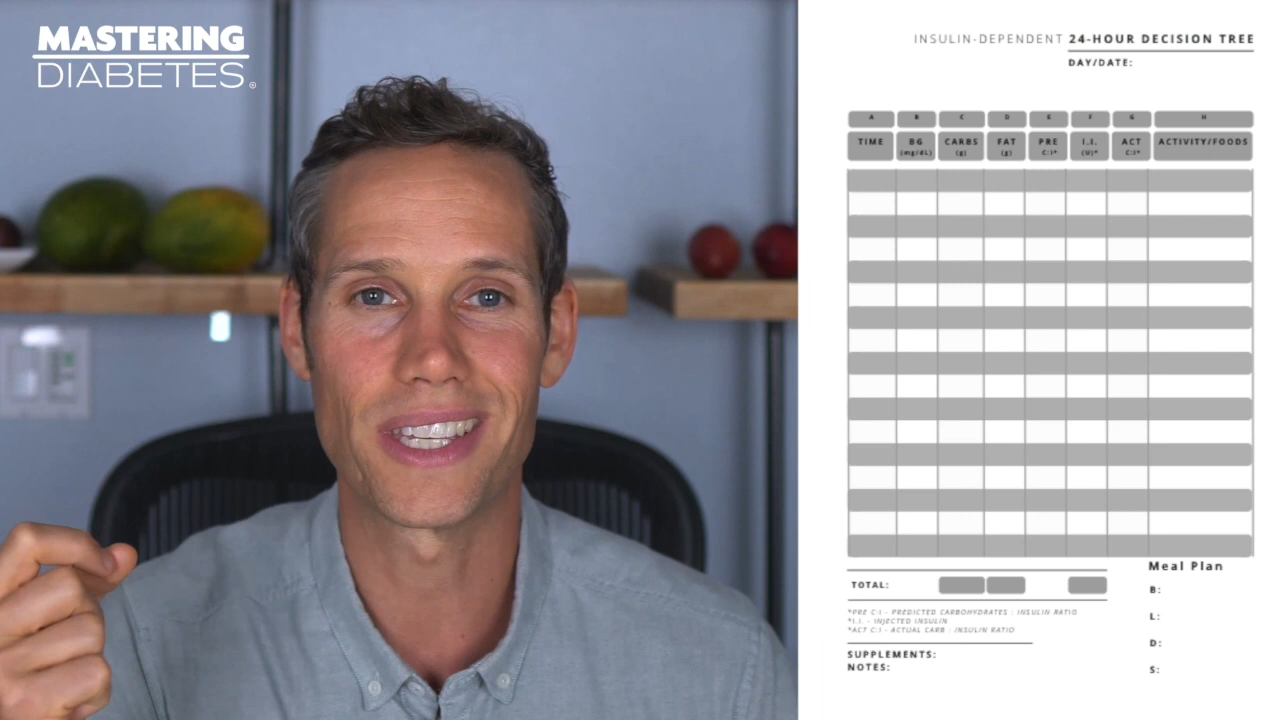 MASTERING
DIABETES®
INSULIN-DEPENDENT 24-HOUR DECISION TREE
DAY/DATE:
A B C D E F G H
TIME BG (mg/dL) CARBS (g) FAT (g) PRE C:I* I.I. (U)* ACT C:I* ACTIVITY/FOODS
TOTAL:
*PRE C:I - PREDICTED CARBOHYDRATES : INSULIN RATIO
*I.I. - INJECTED INSULIN
*ACT C:I - ACTUAL CARB : INSULIN RATIO
SUPPLEMENTS:
NOTES:
Meal Plan
B:
L:
D:
S: